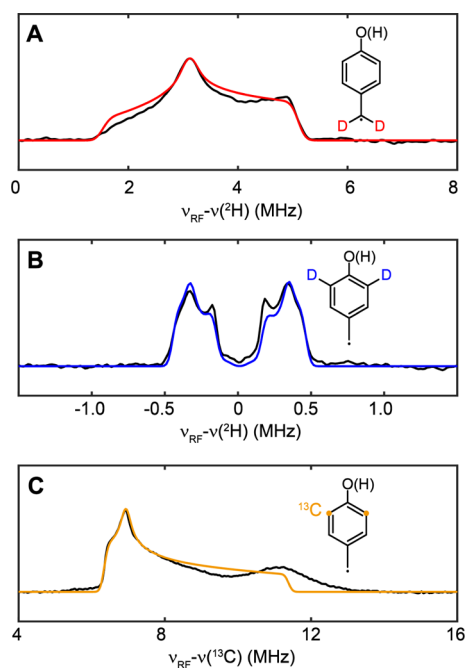 A
O(H)
D D
0 2 4 6 8
νRF-ν(²H) (MHz)
B
O(H)
D D
-1.0 -0.5 0 0.5 1.0
νRF-ν(²H) (MHz)
C
O(H)
¹³C
4 8 12 16
νRF-ν(¹³C) (MHz)